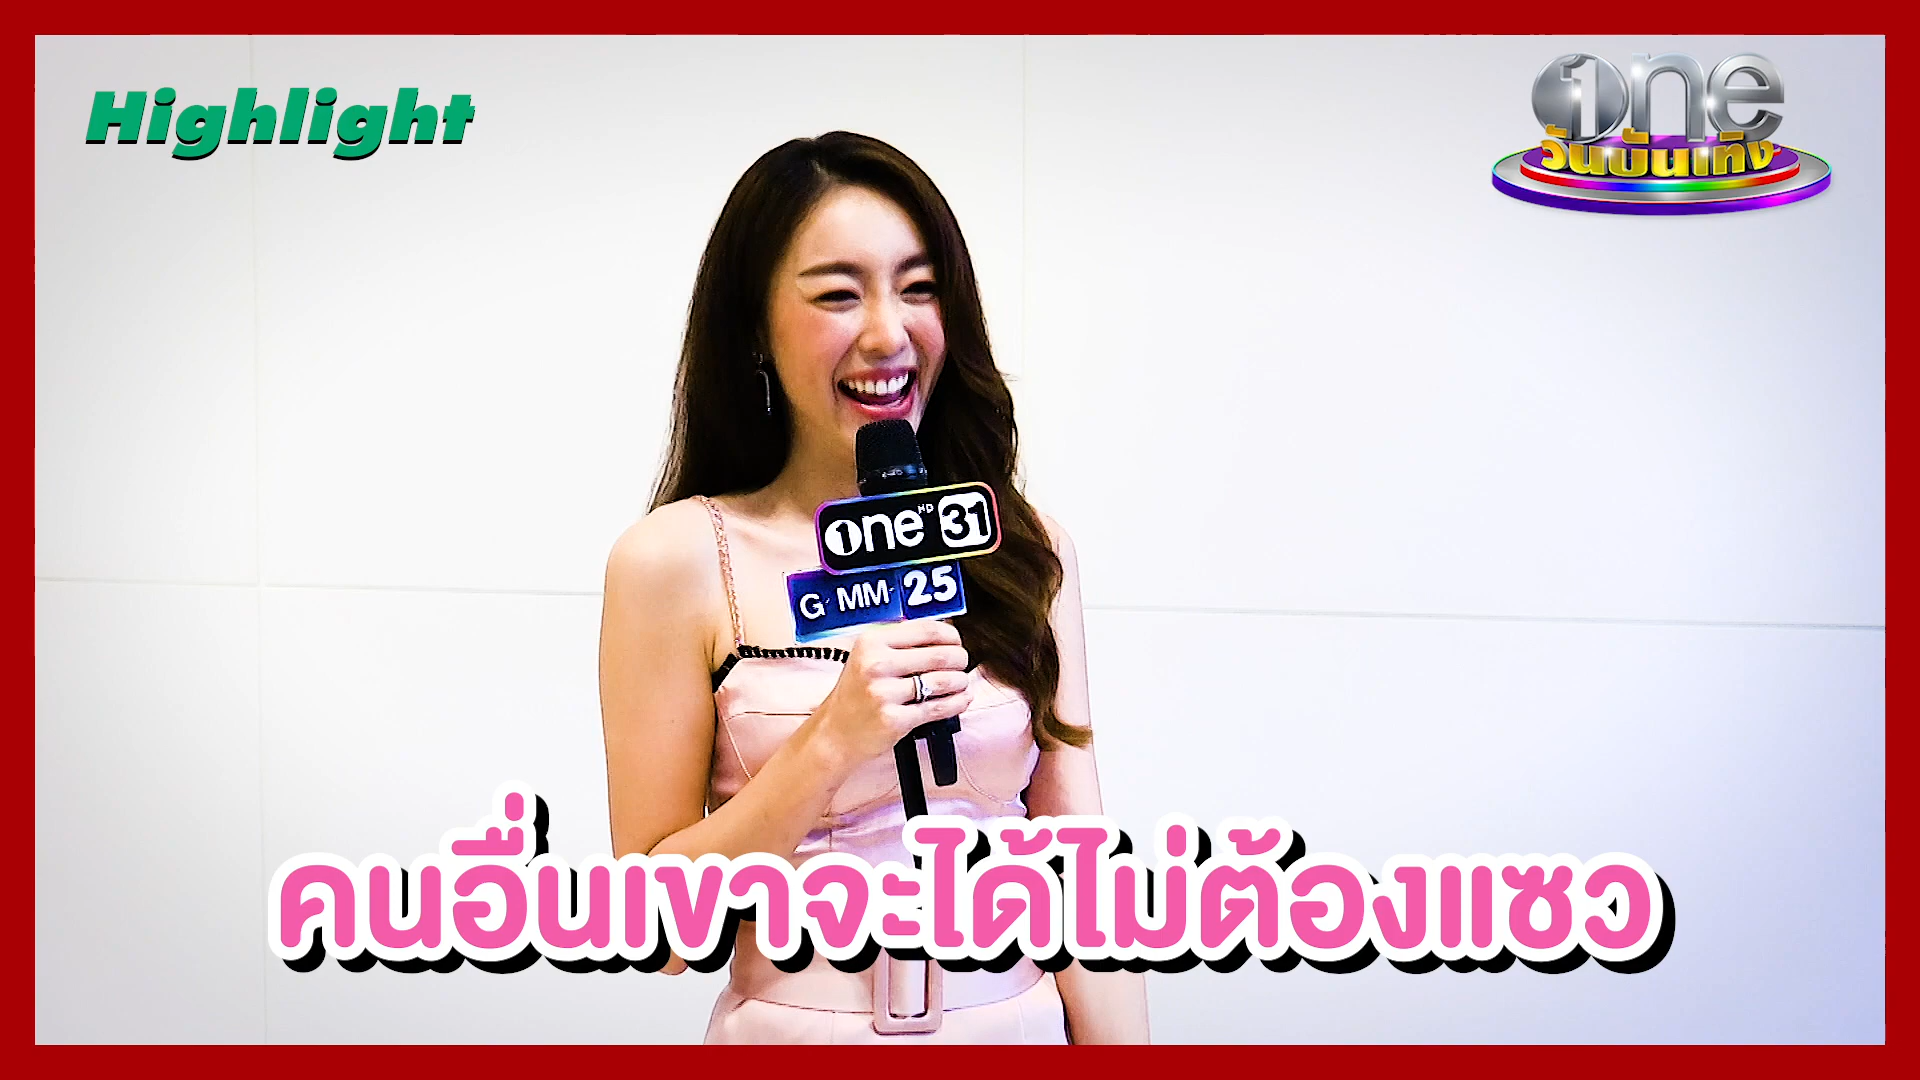 Highlight
one
วันบันเทิง
one HD 31
G MM 25
คนอื่นเขาจะได้ไม่ต้องแซว